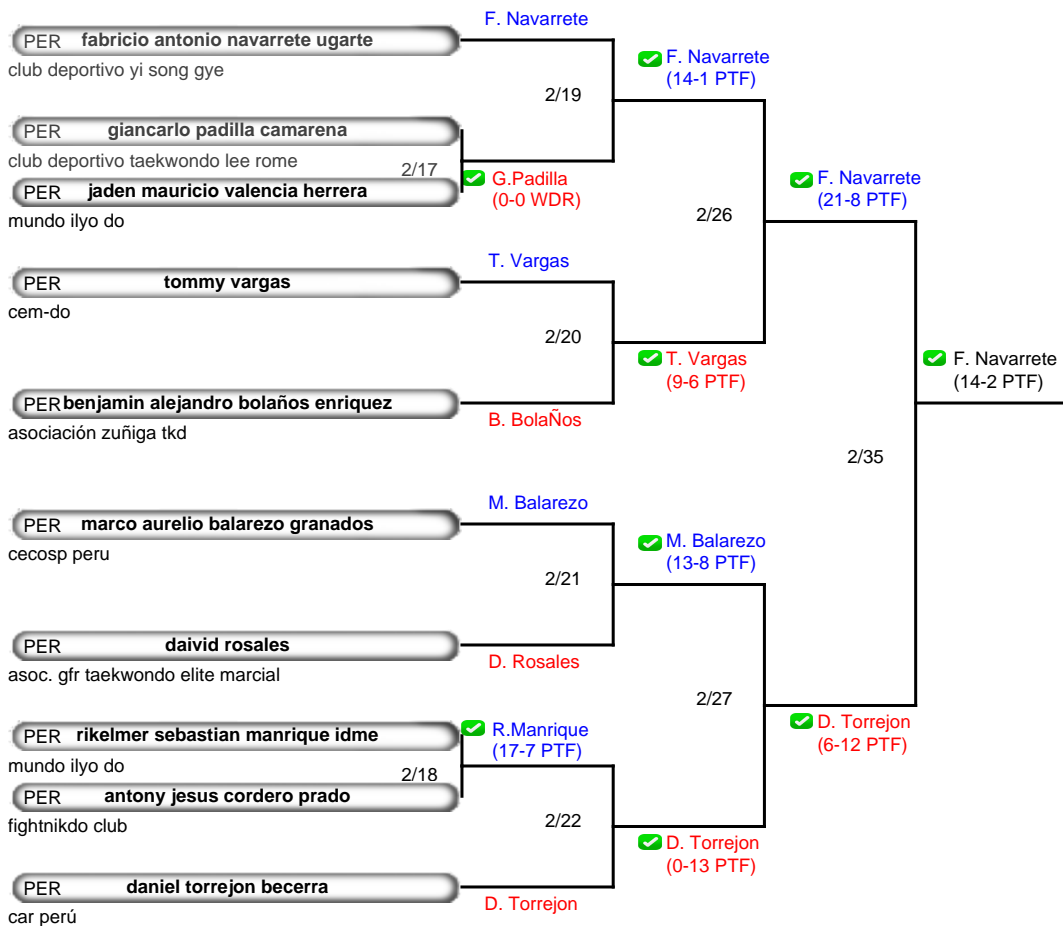 F. Navarrete
PER fabricio antonio navarrete ugarte
club deportivo yi song gye
F. Navarrete
(14-1 PTF)
2/19
PER giancarlo padilla camarena
club deportivo taekwondo lee rome
2/17
G.Padilla
(0-0 WDR)
PER jaden mauricio valencia herrera
mundo ilyo do
F. Navarrete
(21-8 PTF)
2/26
T. Vargas
PER tommy vargas
cem-do
2/20
T. Vargas
(9-6 PTF)
F. Navarrete
(14-2 PTF)
PER benjamin alejandro bolaños enriquez
asociación zuñiga tkd
B. BolaÑos
2/35
M. Balarezo
PER marco aurelio balarezo granados
cecosp peru
M. Balarezo
(13-8 PTF)
2/21
PER daivid rosales
asoc. gfr taekwondo elite marcial
D. Rosales
2/27
PER rikelmer sebastian manrique idme
mundo ilyo do
R.Manrique
(17-7 PTF)
D. Torrejon
(6-12 PTF)
2/18
PER antony jesus cordero prado
fightnikdo club
2/22
D. Torrejon
(0-13 PTF)
PER daniel torrejon becerra
car perú
D. Torrejon